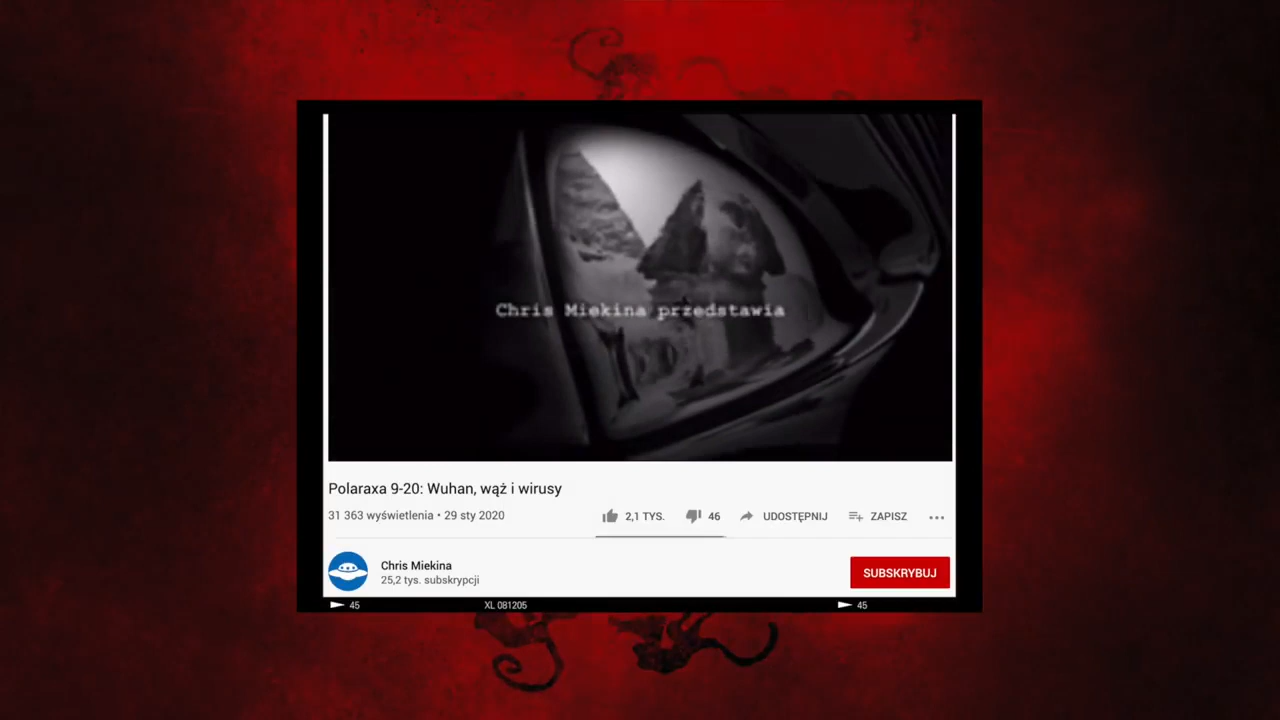 Chris Miekina przedstawia
Polaraxa 9-20: Wuhan, wąż i wirusy
31 363 wyświetlenia • 29 sty 2020
2,1 TYS.
46
UDOSTĘPNIJ
ZAPISZ
Chris Miekina
25,2 tys. subskrypcji
SUBSKRYBUJ
45
XL 081205
45